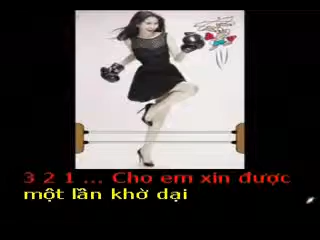 3 2 1 ... Cho em xin được
một lần khờ dại